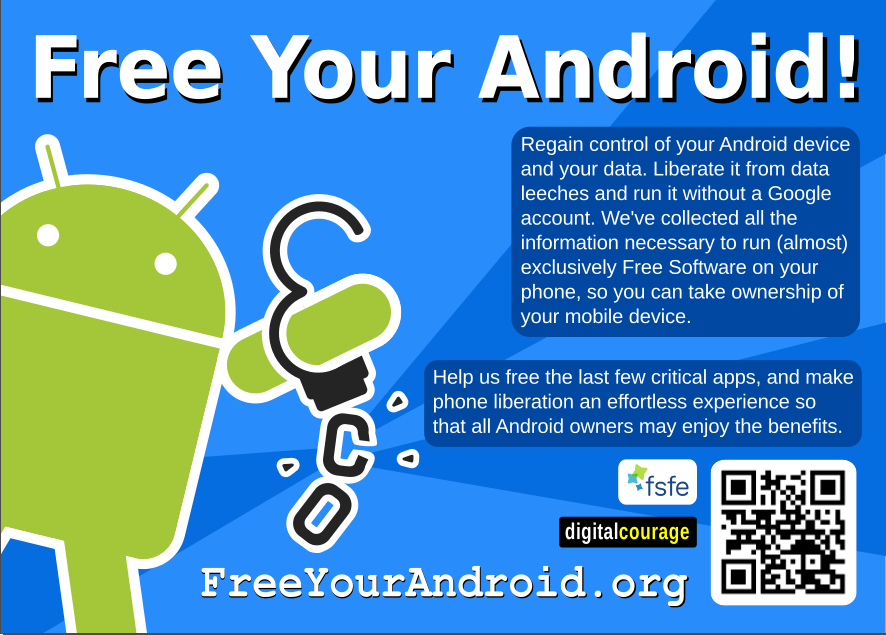 Free Your Android!
Regain control of your Android device
and your data. Liberate it from data
leeches and run it without a Google
account. We've collected all the
information necessary to run (almost)
exclusively Free Software on your
phone, so you can take ownership of
your mobile device.
Help us free the last few critical apps, and make
phone liberation an effortless experience so
that all Android owners may enjoy the benefits.
fsfe
digitalcourage
FreeYourAndroid.org